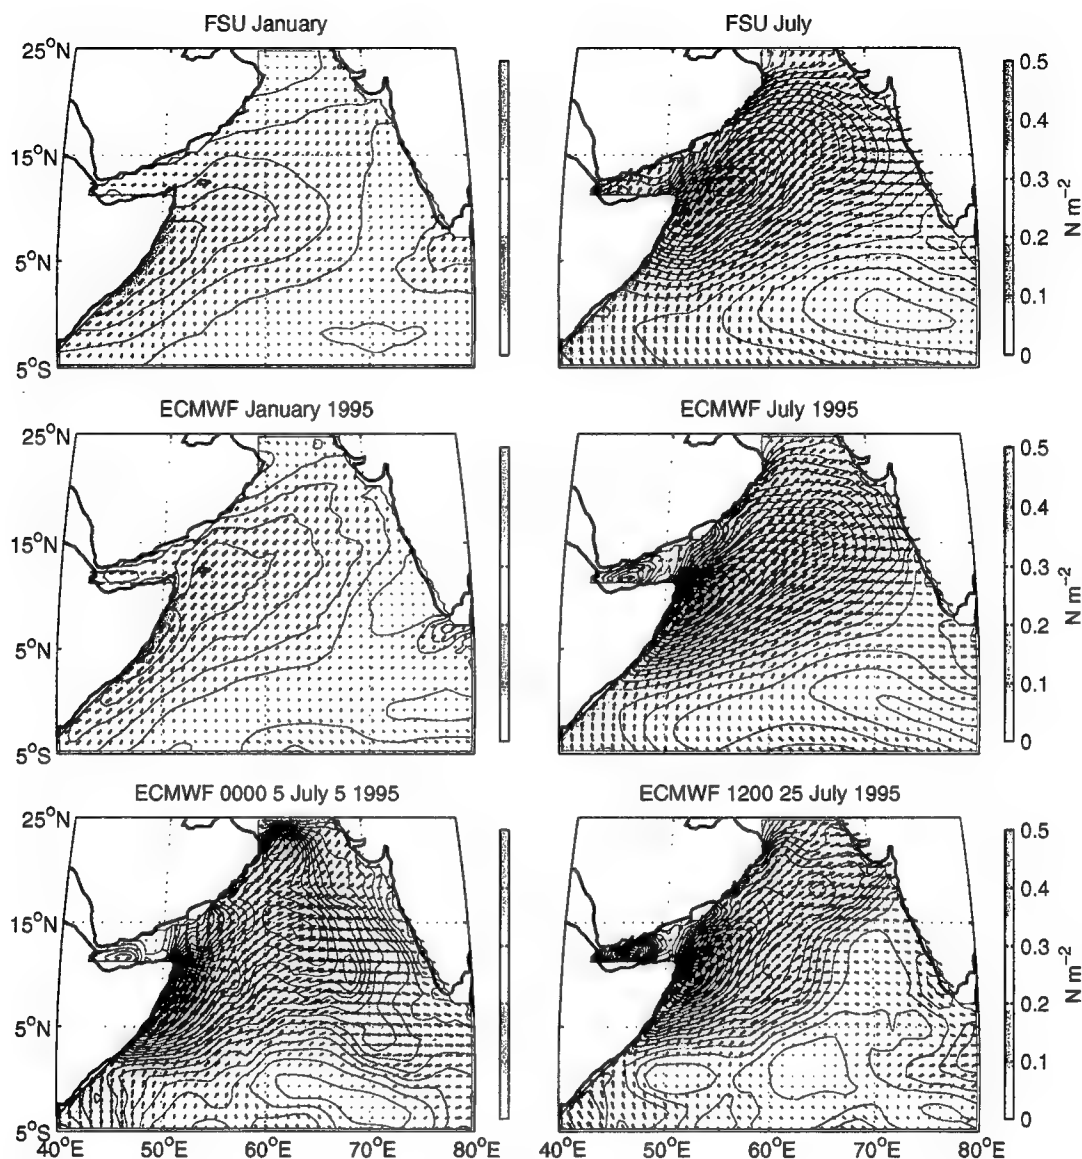 FSU January
FSU July
25°N
15°N
5°N
5°S
0.5
0.4
0.3
0.2
0.1
0
N m⁻²
ECMWF January 1995
ECMWF July 1995
25°N
15°N
5°N
5°S
0.5
0.4
0.3
0.2
0.1
0
N m⁻²
ECMWF 0000 5 July 5 1995
ECMWF 1200 25 July 1995
25°N
15°N
5°N
5°S
0.5
0.4
0.3
0.2
0.1
0
N m⁻²
40°E 50°E 60°E 70°E 80°E
40°E 50°E 60°E 70°E 80°E